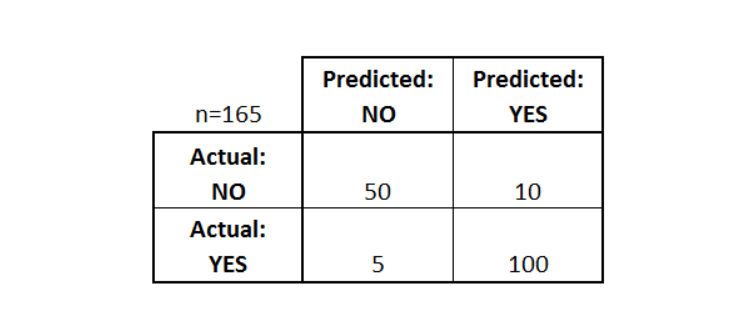 Predicted: Predicted:
n=165 NO YES
Actual:
NO 50 10
Actual:
YES 5 100